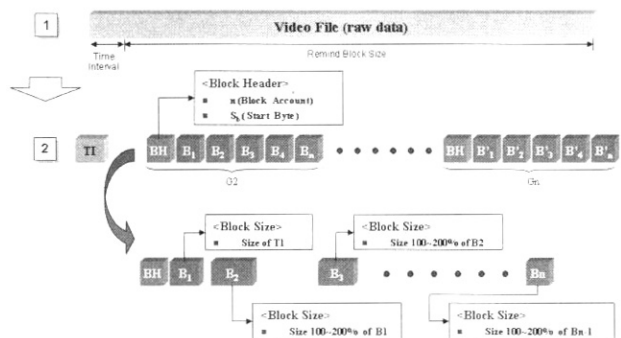 1
Video File (raw data)
Time Interval
Remind Block Size
<Block Header>
n (Block Account)
Sb (Start Byte)
2
TI
BH B1 B2 B3 B4 Bn
BH B'1 B'2 B'3 B'4 B'n
G2
Gn
<Block Size>
Size of T1
<Block Size>
Size 100~200% of B2
BH B1 B2 B3 Bn
<Block Size>
Size 100~200% of B1
<Block Size>
Size 100~200% of Bn-1